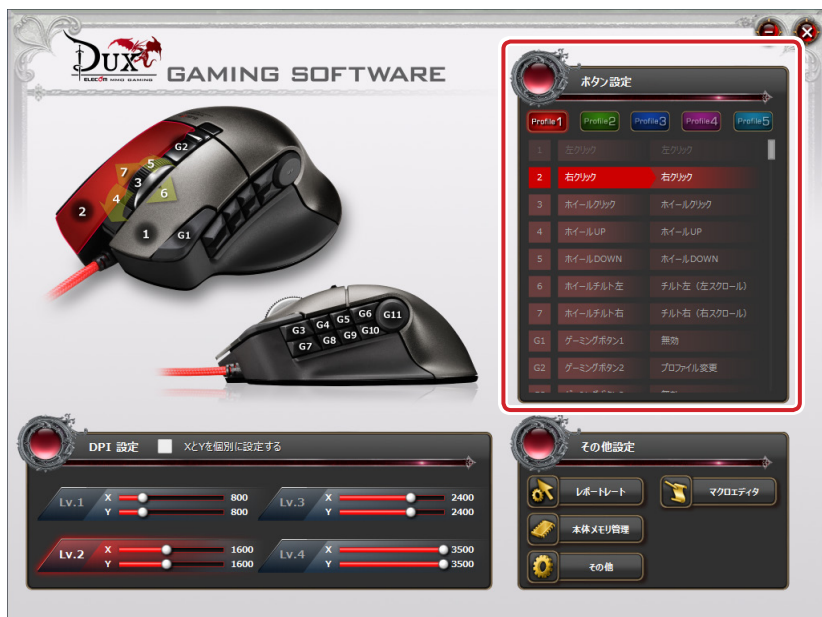 DUX
ELECOM MMO GAMING
GAMING SOFTWARE
G2
7
5
3
6
4
2
1
G1
G3
G4
G5
G6
G11
G7
G8
G9
G10
ボタン設定
Profile1 Profile2 Profile3 Profile4 Profile5
1 左クリック 左クリック
2 右クリック 右クリック
3 ホイールクリック ホイールクリック
4 ホイールUP ホイールUP
5 ホイールDOWN ホイールDOWN
6 ホイールチルト左 チルト左（左スクロール）
7 ホイールチルト右 チルト右（右スクロール）
G1 ゲーミングボタン1 無効
G2 ゲーミングボタン2 プロファイル変更
DPI 設定 XとYを個別に設定する
Lv.1 X 800
Y 800
Lv.3 X 2400
Y 2400
Lv.2 X 1600
Y 1600
Lv.4 X 3500
Y 3500
その他設定
レポートレート マクロエディタ
本体メモリ管理
その他